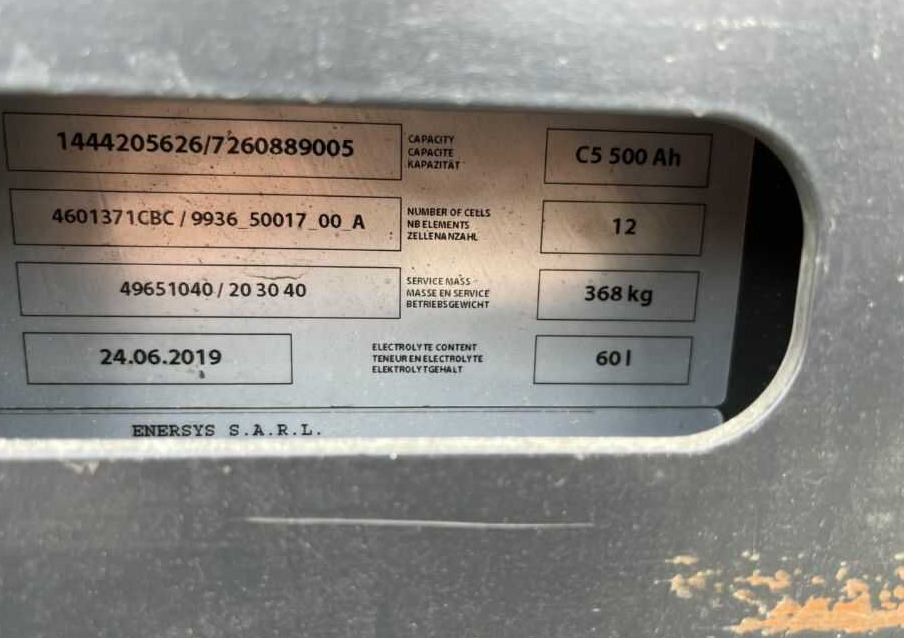 1444205626/7260889005
CAPACITY
CAPACITE
KAPAZITÄT
C5 500 Ah
4601371CBC / 9936_50017_00_A
NUMBER OF CELLS
NB ELEMENTS
ZELLENANZAHL
12
49651040 / 20 30 40
SERVICE MASS
MASSE EN SERVICE
BETRIEBSGEWICHT
368 kg
24.06.2019
ELECTROLYTE CONTENT
TENEUR EN ELECTROLYTE
ELEKTROLYTGEHALT
60 l
ENERSYS S.A.R.L.